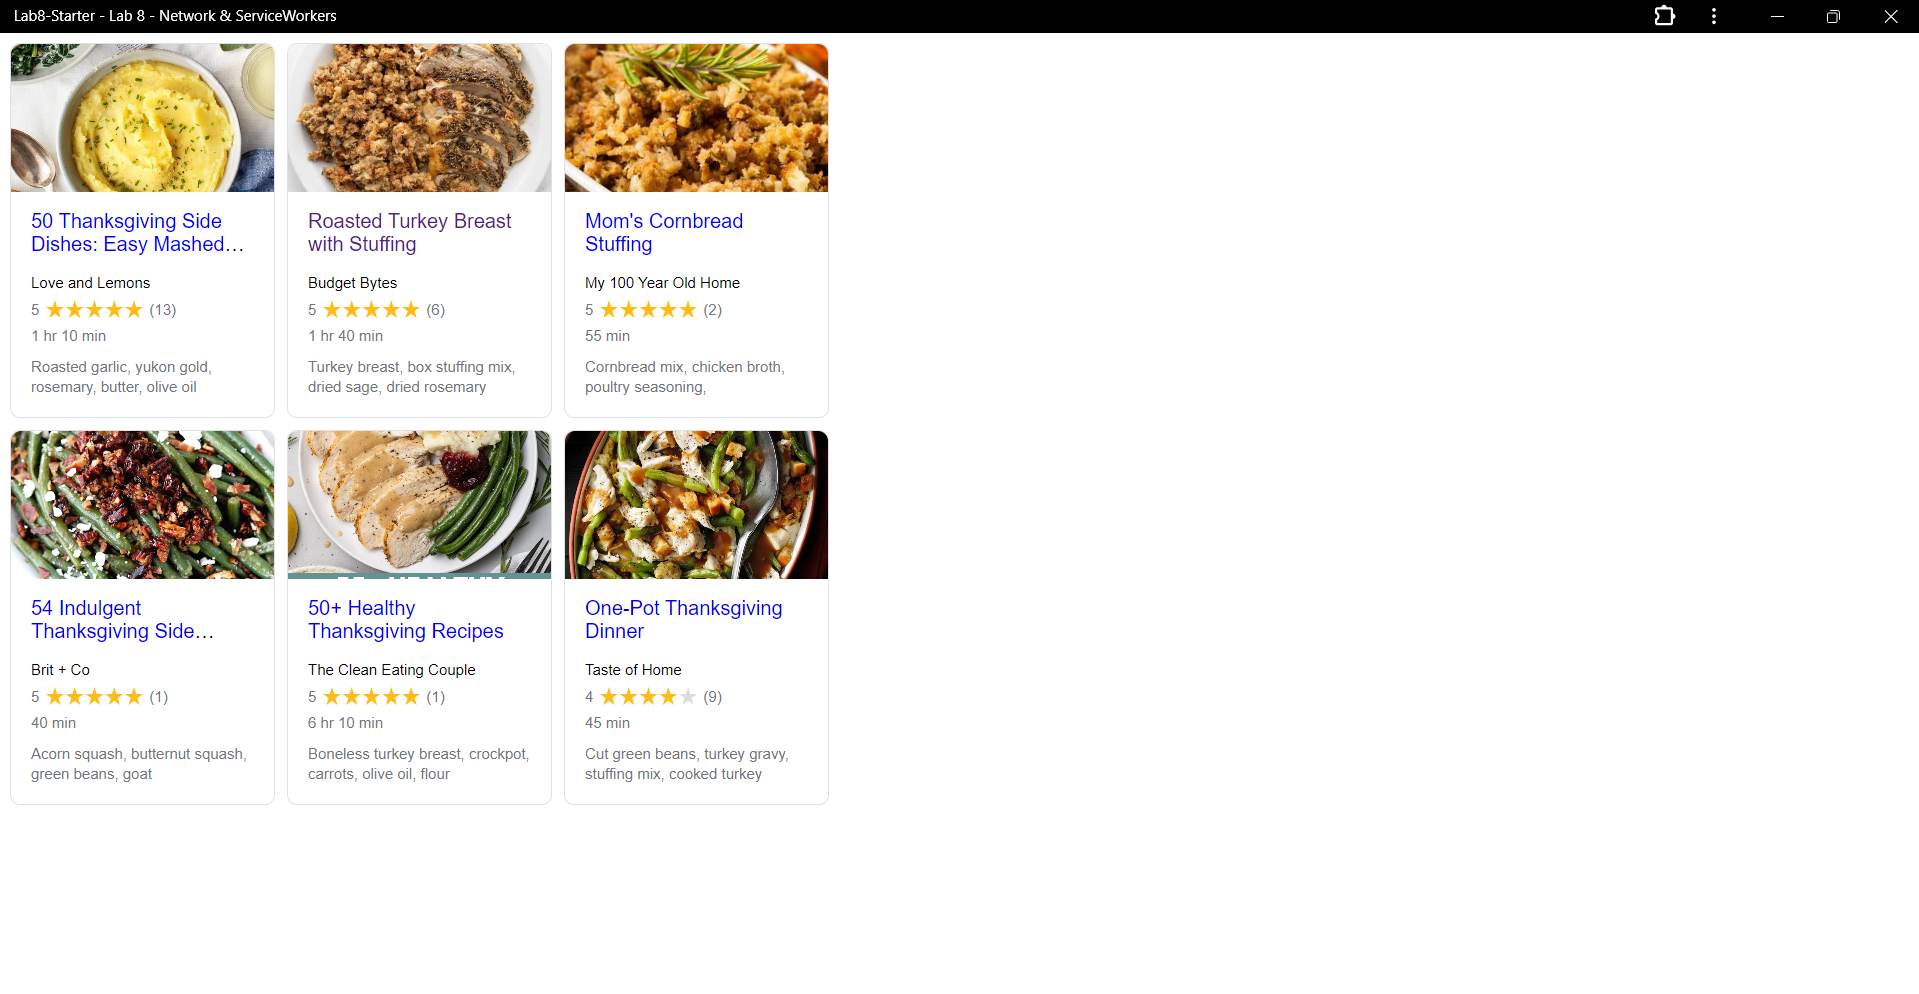 Lab8-Starter - Lab 8 - Network & ServiceWorkers
50 Thanksgiving Side
Dishes: Easy Mashed…
Love and Lemons
5 (13)
1 hr 10 min
Roasted garlic, yukon gold,
rosemary, butter, olive oil
Roasted Turkey Breast
with Stuffing
Budget Bytes
5 (6)
1 hr 40 min
Turkey breast, box stuffing mix,
dried sage, dried rosemary
Mom's Cornbread
Stuffing
My 100 Year Old Home
5 (2)
55 min
Cornbread mix, chicken broth,
poultry seasoning,
54 Indulgent
Thanksgiving Side…
Brit + Co
5 (1)
40 min
Acorn squash, butternut squash,
green beans, goat
50+ Healthy
Thanksgiving Recipes
The Clean Eating Couple
5 (1)
6 hr 10 min
Boneless turkey breast, crockpot,
carrots, olive oil, flour
One-Pot Thanksgiving
Dinner
Taste of Home
4 (9)
45 min
Cut green beans, turkey gravy,
stuffing mix, cooked turkey